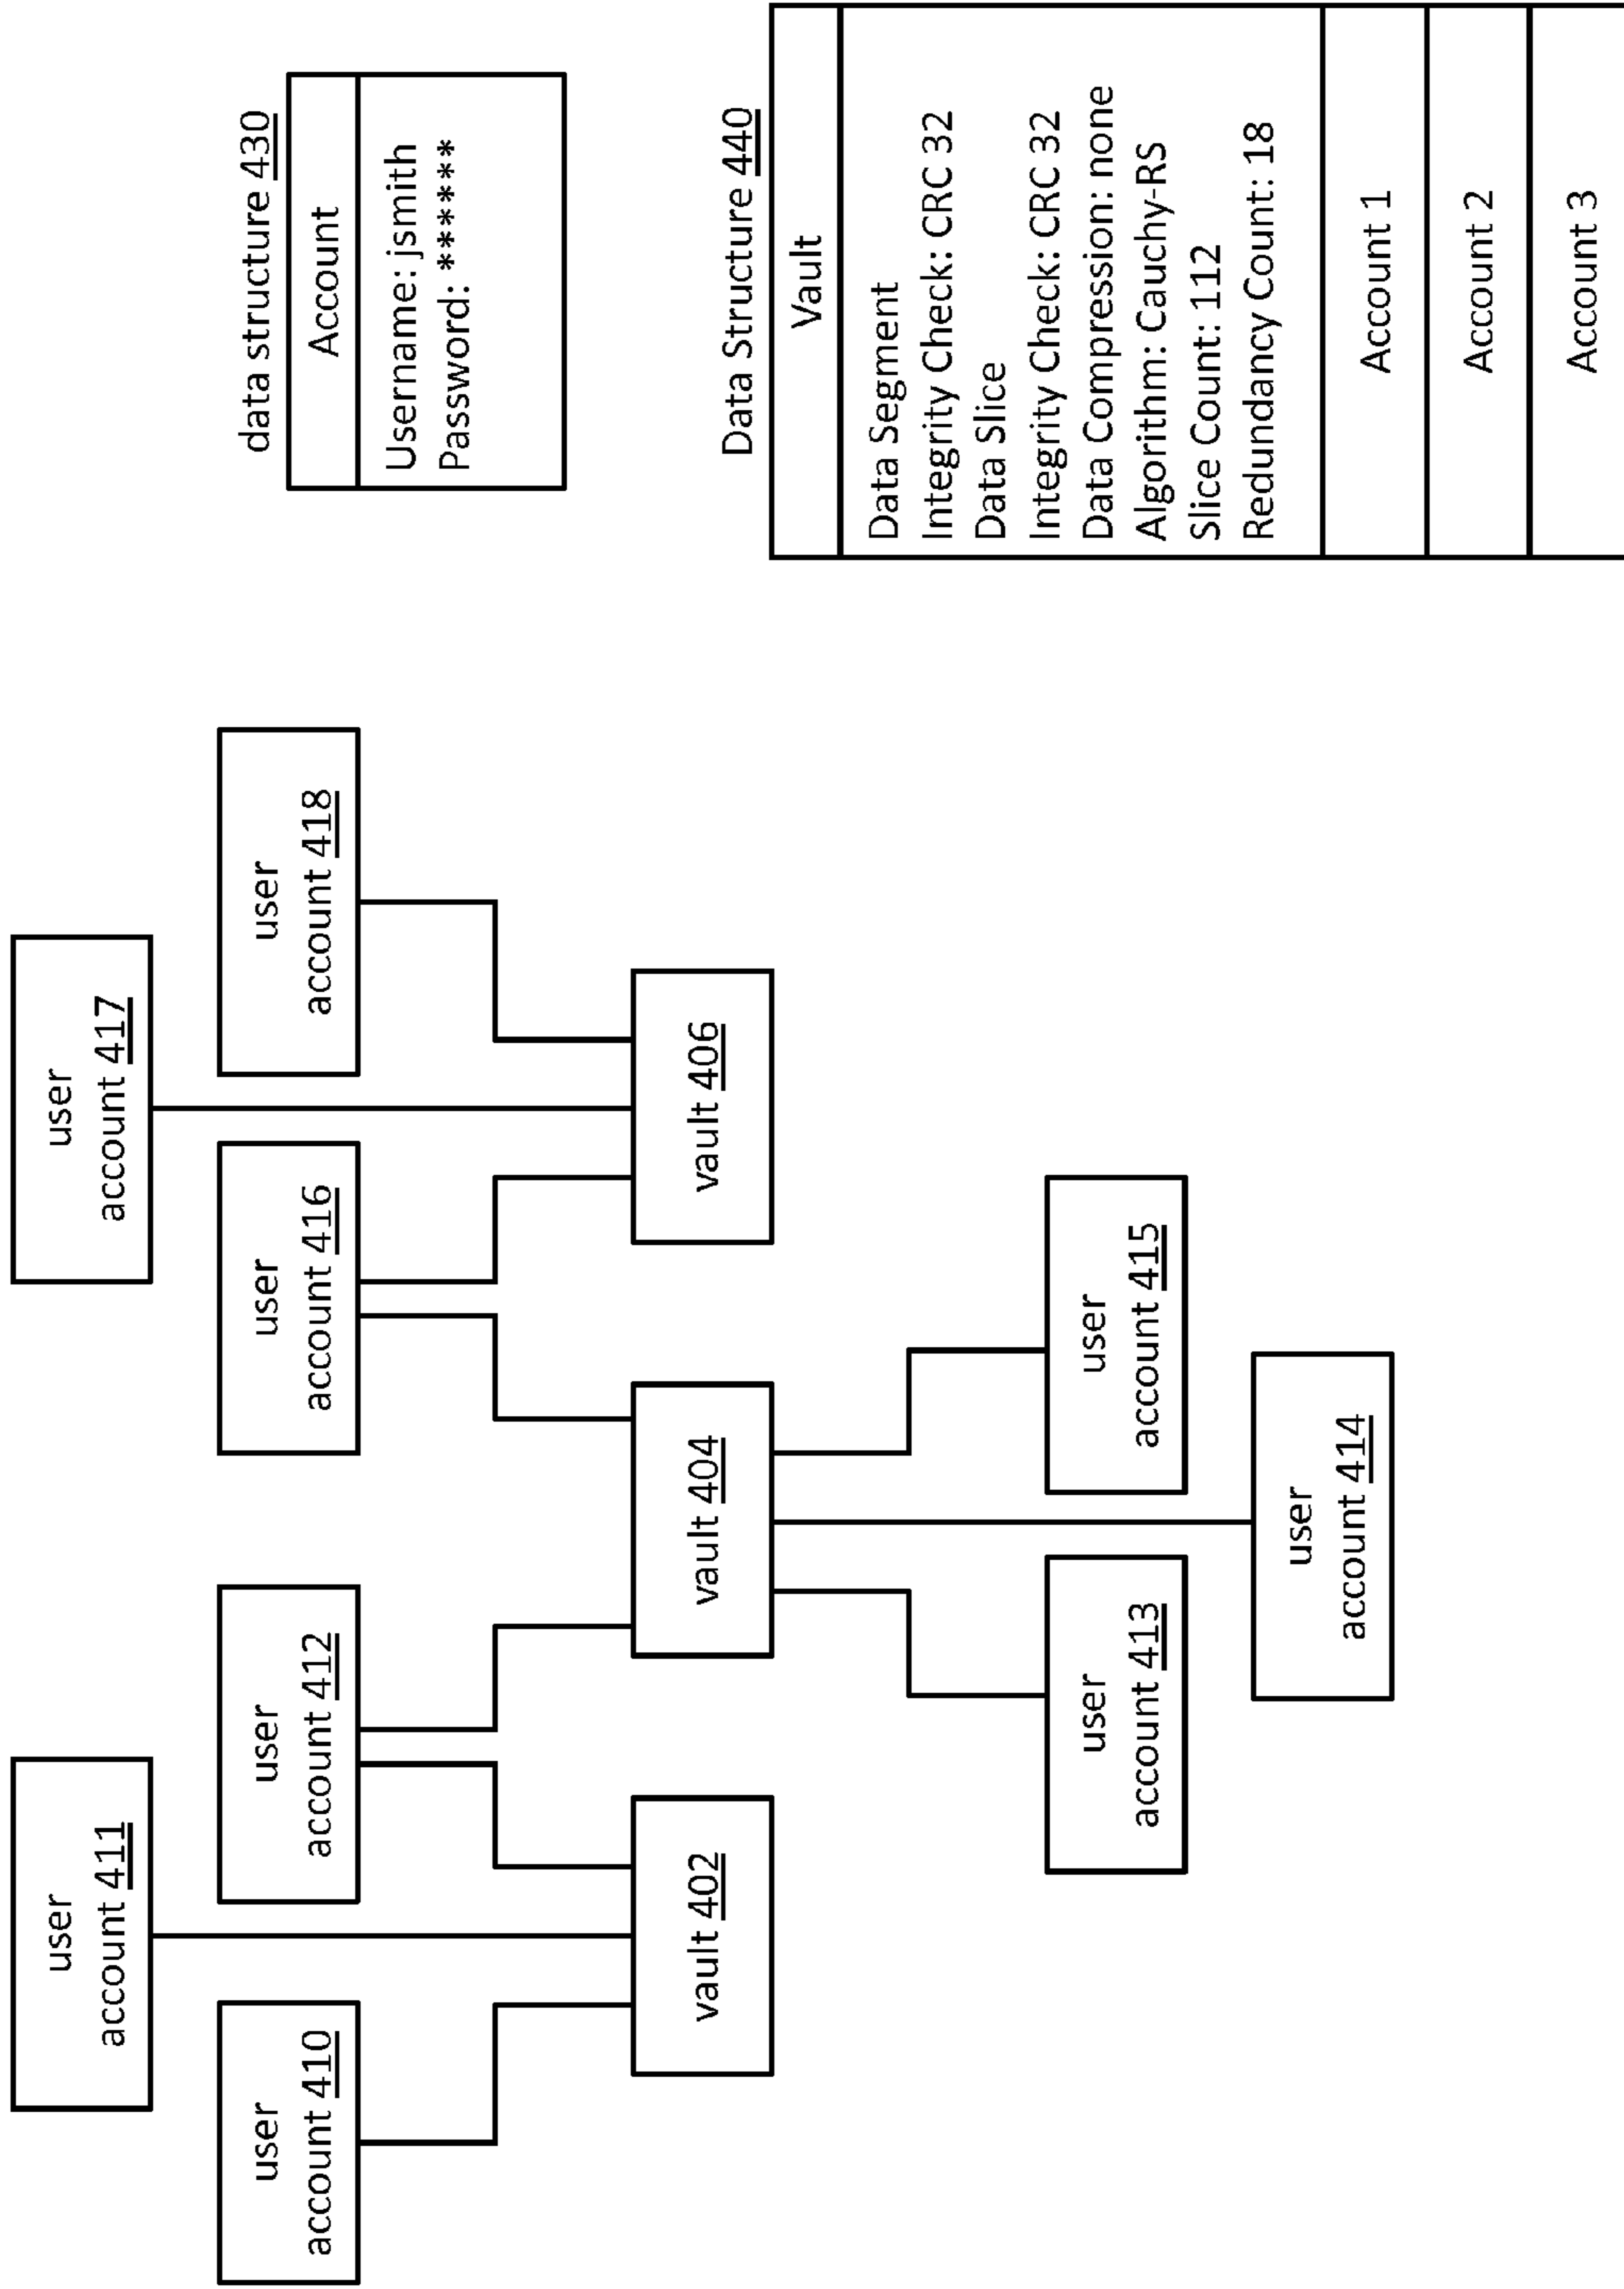 user
account 411
user
account 417
user
account 410
user
account 412
user
account 416
user
account 418
vault 402
vault 404
vault 406
user
account 413
user
account 415
user
account 414
data structure 430
Account
Username: jsmith
Password: ******
Data Structure 440
Vault
Data Segment
Integrity Check: CRC 32
Data Slice
Integrity Check: CRC 32
Data Compression: none
Algorithm: Cauchy-RS
Slice Count: 112
Redundancy Count: 18
Account 1
Account 2
Account 3